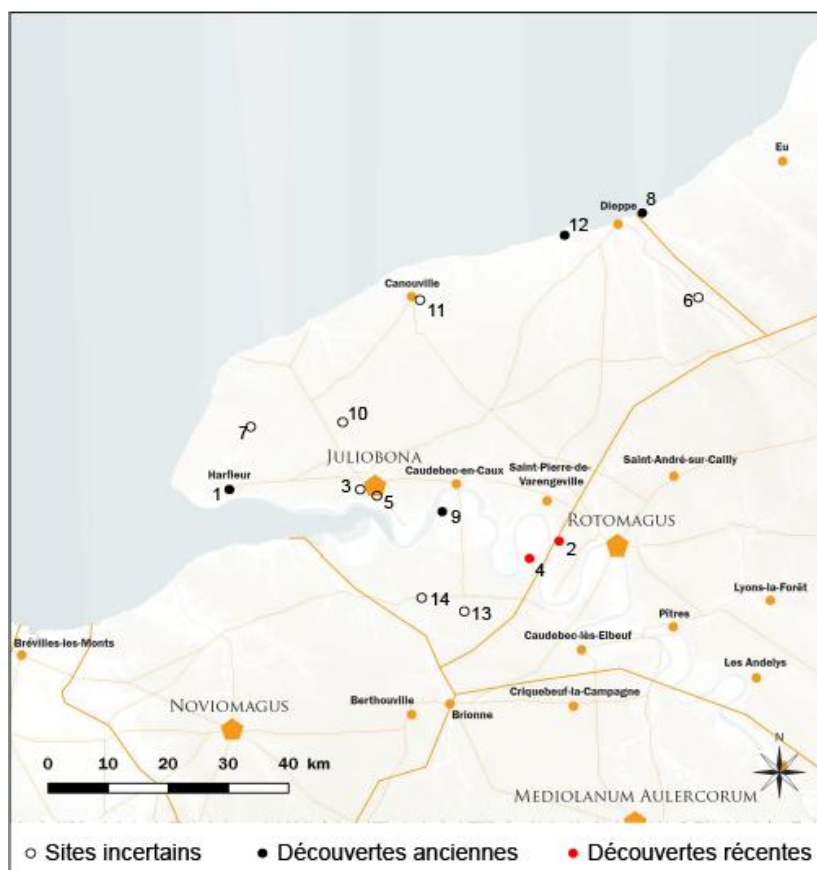 Eu
8
Dieppe
12
6
Canouville
11
10
7
JULIOBONA
Harfleur
Caudebec-en-Caux
Saint-Pierre-de-
Varengeville
Saint-André-sur-Cailly
1
3
5
9
ROTOMAGUS
2
4
14
13
Lyons-la-Forêt
Pîtres
Caudebec-lès-Elbeuf
Brévilles-les-Monts
Les Andelys
NOVIOMAGUS
Berthouville
Brionne
Criquebeuf-la-Campagne
N
0 10 20 30 40 km
MEDIOLANUM AULERCORUM
Sites incertains
Découvertes anciennes
Découvertes récentes